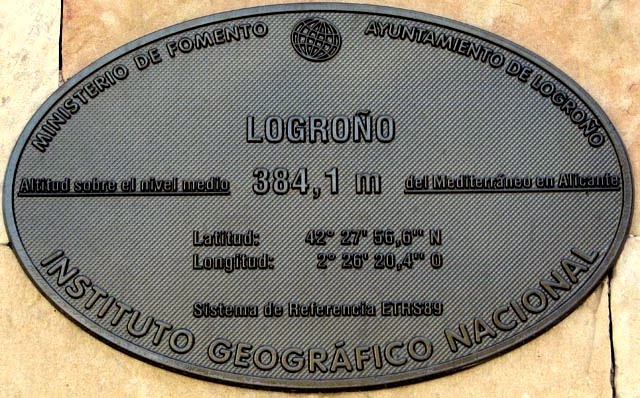 MINISTERIO DE FOMENTO
AYUNTAMIENTO DE LOGROÑO
LOGROÑO
Altitud sobre el nivel medio 384,1 m del Mediterráneo en Alicante
Latitud: 42° 27' 56,6" N
Longitud: 2° 26' 20,4" O
Sistema de Referencia ETRS89
INSTITUTO GEOGRÁFICO NACIONAL